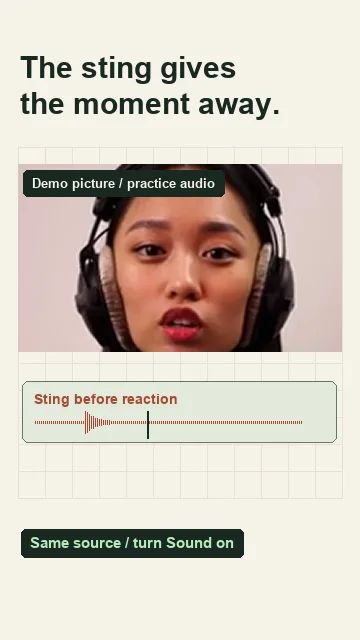 The sting gives
the moment away.
Demo picture / practice audio
Sting before reaction
Same source / turn Sound on